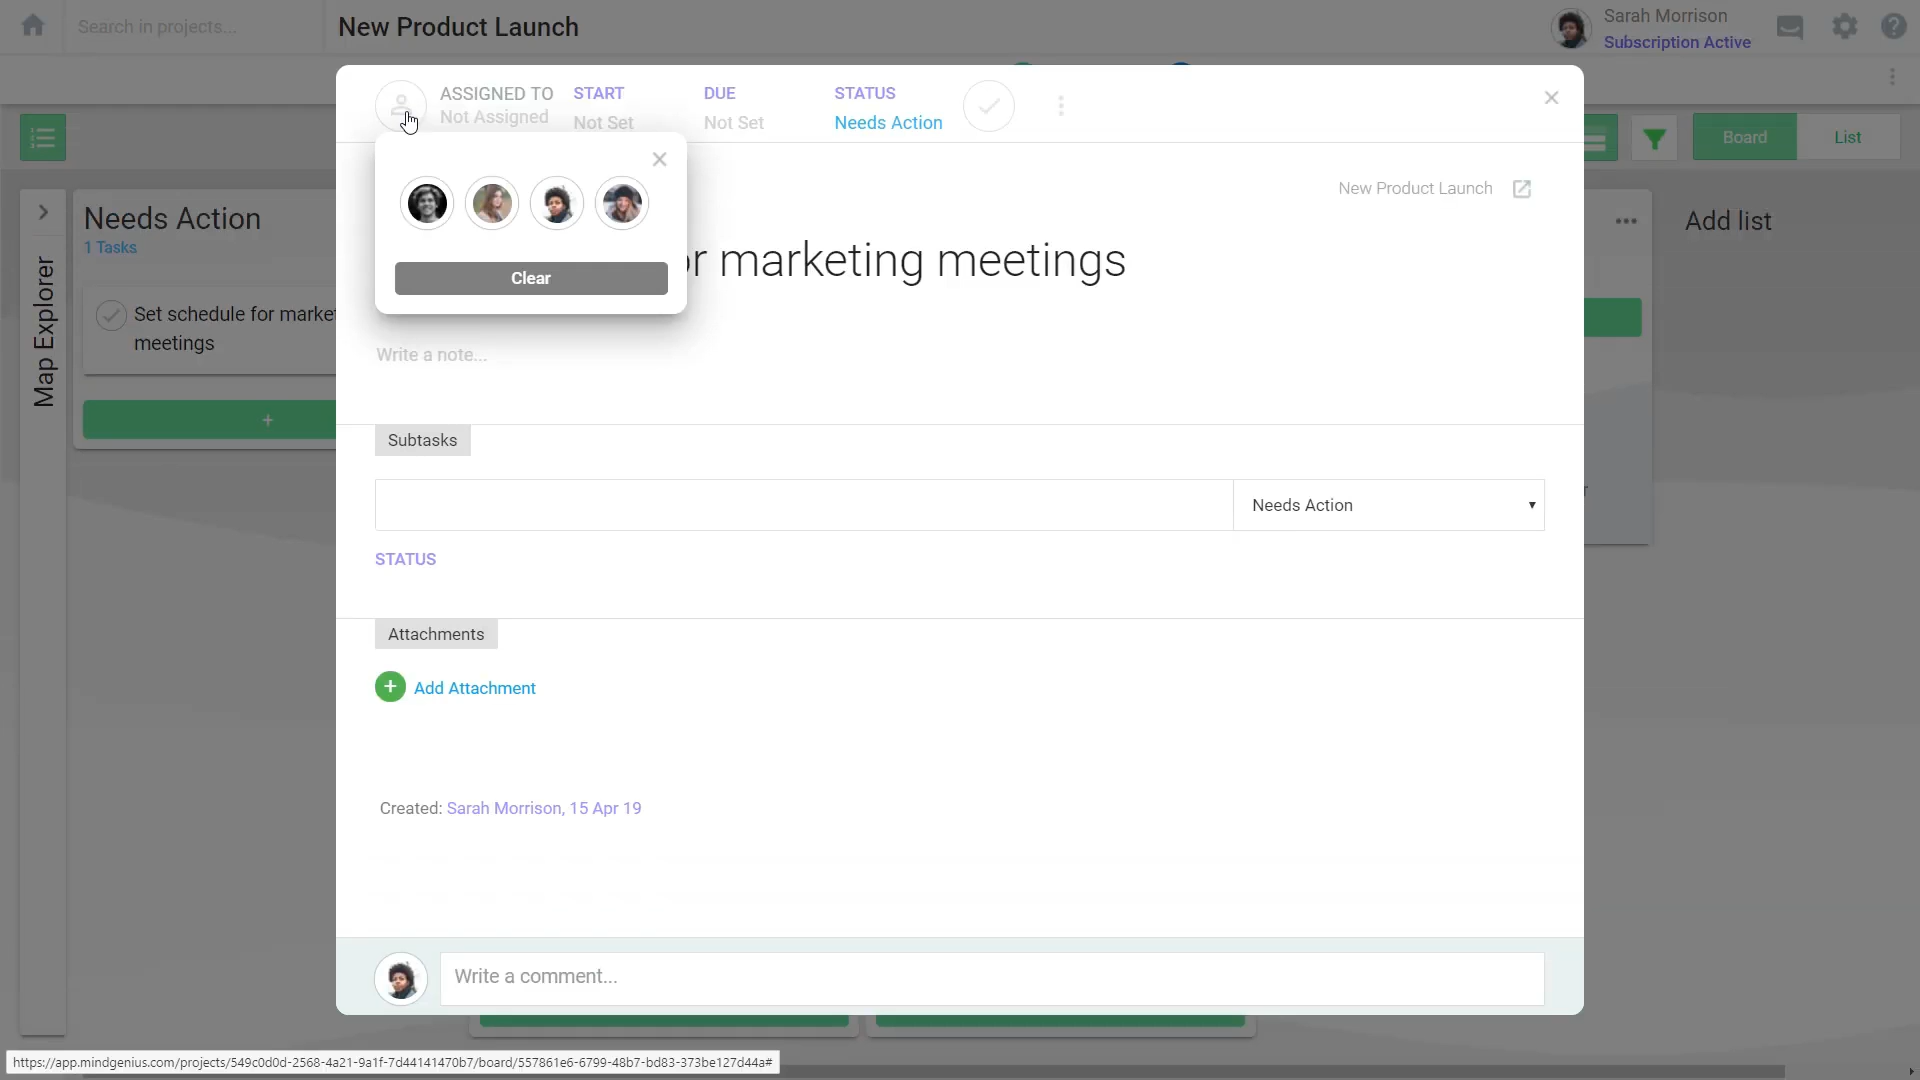 Search in projects...
New Product Launch
Sarah Morrison
Subscription Active
ASSIGNED TO
Not Assigned
START
Not Set
DUE
Not Set
STATUS
Needs Action
Board
List
New Product Launch
Clear
or marketing meetings
Write a note...
Map Explorer
Needs Action
1 Tasks
Set schedule for marke
meetings
+
Add list
Subtasks
Needs Action
STATUS
Attachments
+ Add Attachment
Created: Sarah Morrison, 15 Apr 19
Write a comment...
https://app.mindgenius.com/projects/549c0d0d-2568-4a21-9a1f-7d44141470b7/board/557861e6-6799-48b7-bd83-373be127d44a#